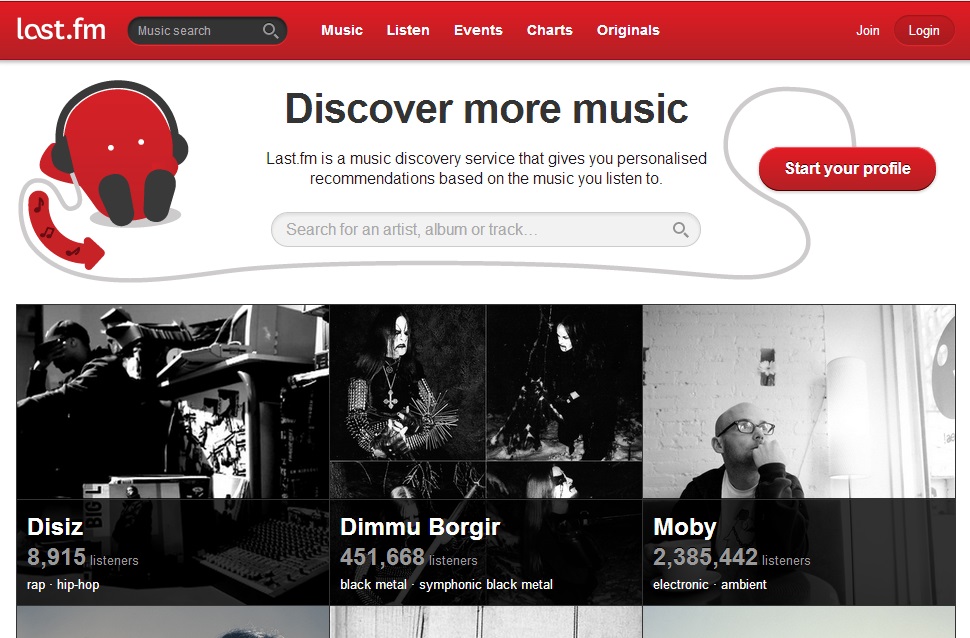 last.fm
Music search
Music Listen Events Charts Originals
Join Login
Discover more music
Last.fm is a music discovery service that gives you personalised
recommendations based on the music you listen to.
Start your profile
Search for an artist, album or track...
BIG L
Disiz
8,915 listeners
rap · hip-hop
Dimmu Borgir
451,668 listeners
black metal · symphonic black metal
Moby
2,385,442 listeners
electronic · ambient